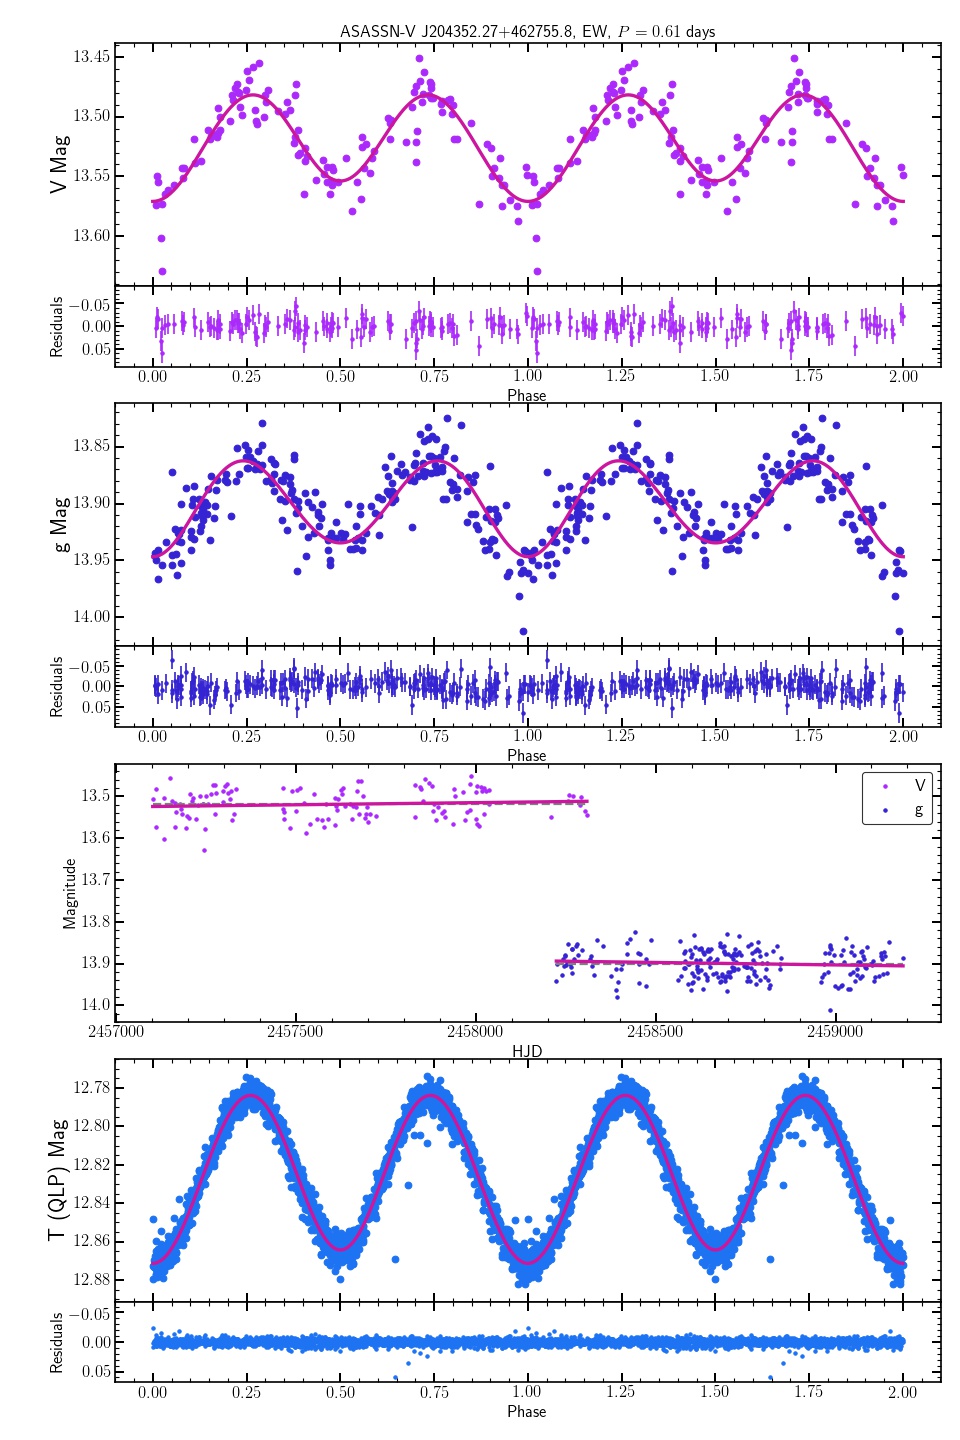 ASASSN-V J204352.27+462755.8, EW, P = 0.61 days
V Mag
13.45
13.50
13.55
13.60
Residuals
−0.05
0.00
0.05
0.00 0.25 0.50 0.75 1.00 1.25 1.50 1.75 2.00
Phase
g Mag
13.85
13.90
13.95
14.00
Residuals
−0.05
0.00
0.05
0.00 0.25 0.50 0.75 1.00 1.25 1.50 1.75 2.00
Phase
Magnitude
13.5
13.6
13.7
13.8
13.9
14.0
V
g
2457000 2457500 2458000 2458500 2459000
HJD
T (QLP) Mag
12.78
12.80
12.82
12.84
12.86
12.88
Residuals
−0.05
0.00
0.05
0.00 0.25 0.50 0.75 1.00 1.25 1.50 1.75 2.00
Phase